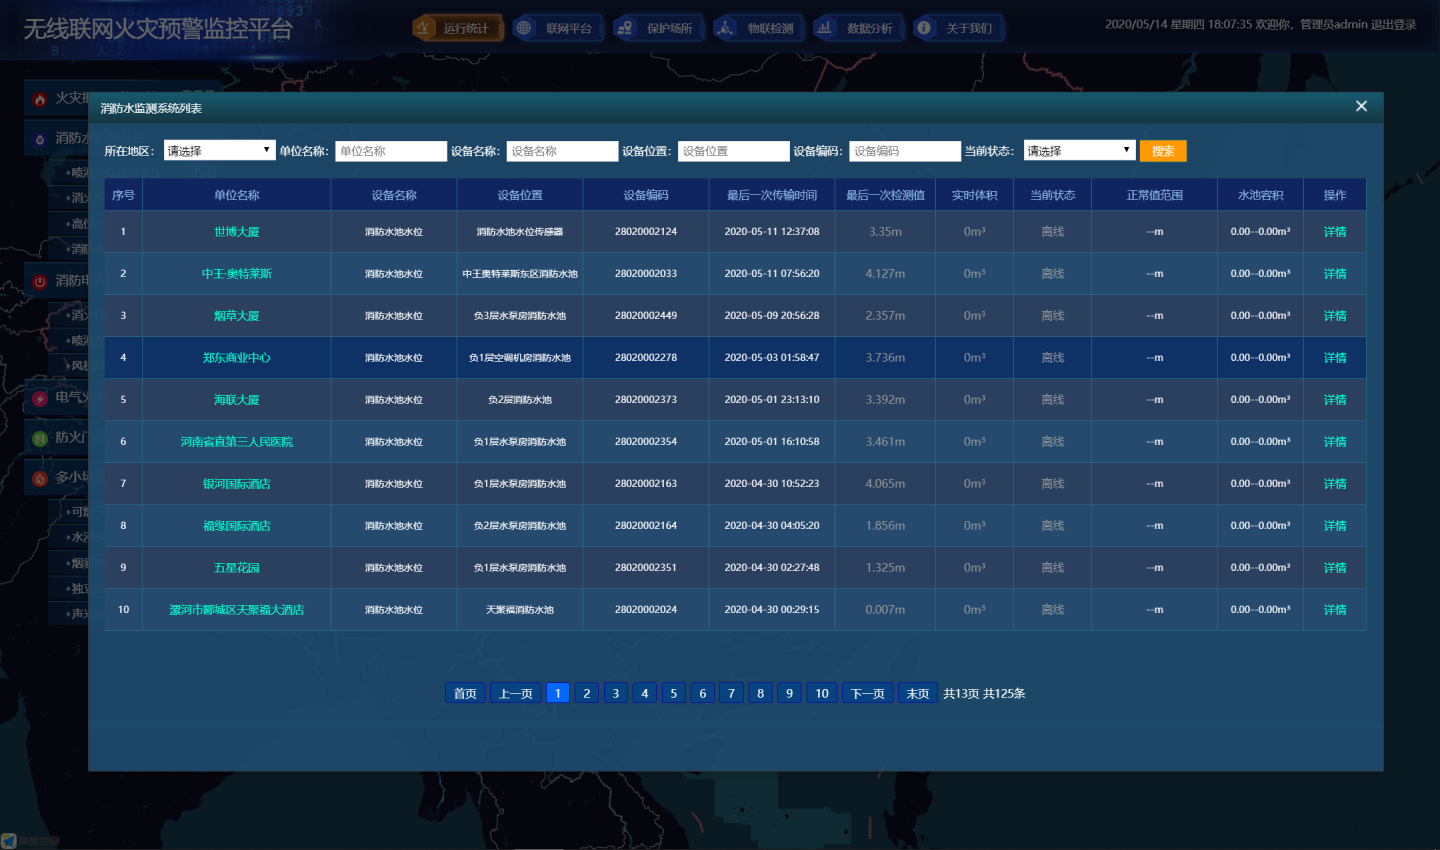 无线联网火灾预警监控平台
运行统计 联网平台 保护场所 物联检测 数据分析 关于我们
2020/05/14 星期四 18:07:35 欢迎你，管理员admin 退出登录
火灾
消防水
消防水监测系统列表
所在地区： 请选择 单位名称： 单位名称 设备名称： 设备名称 设备位置： 设备位置 设备编码： 设备编码 当前状态： 请选择 搜索
序号 单位名称 设备名称 设备位置 设备编码 最后一次传输时间 最后一次检测值 实时体积 当前状态 正常值范围 水池容积 操作
1 世博大厦 消防水池水位 消防水池水位传感器 28020002124 2020-05-11 12:37:08 3.35m 0m³ 离线 --m 0.00--0.00m³ 详情
2 中王·奥特莱斯 消防水池水位 中王奥特莱斯东区消防水池 28020002033 2020-05-11 07:56:20 4.127m 0m³ 离线 --m 0.00--0.00m³ 详情
3 烟草大厦 消防水池水位 负3层水泵房消防水池 28020002449 2020-05-09 20:56:28 2.357m 0m³ 离线 --m 0.00--0.00m³ 详情
4 郑东商业中心 消防水池水位 负1层空调机房消防水池 28020002278 2020-05-03 01:58:47 3.736m 0m³ 离线 --m 0.00--0.00m³ 详情
5 海联大厦 消防水池水位 负2层消防水池 28020002373 2020-05-01 23:13:10 3.392m 0m³ 离线 --m 0.00--0.00m³ 详情
6 河南省直第三人民医院 消防水池水位 负1层水泵房消防水池 28020002354 2020-05-01 16:10:58 3.461m 0m³ 离线 --m 0.00--0.00m³ 详情
7 银河国际酒店 消防水池水位 负1层水泵房消防水池 28020002163 2020-04-30 10:52:23 4.065m 0m³ 离线 --m 0.00--0.00m³ 详情
8 福缘国际酒店 消防水池水位 负2层水泵房消防水池 28020002164 2020-04-30 04:05:20 1.856m 0m³ 离线 --m 0.00--0.00m³ 详情
9 五星花园 消防水池水位 负1层水泵房消防水池 28020002351 2020-04-30 02:27:48 1.325m 0m³ 离线 --m 0.00--0.00m³ 详情
10 漯河市郾城区天聚福大酒店 消防水池水位 天聚福消防水池 28020002024 2020-04-30 00:29:15 0.007m 0m³ 离线 --m 0.00--0.00m³ 详情
消防电
电气火
防火门
多小场
首页 上一页 1 2 3 4 5 6 7 8 9 10 下一页 末页 共13页 共125条